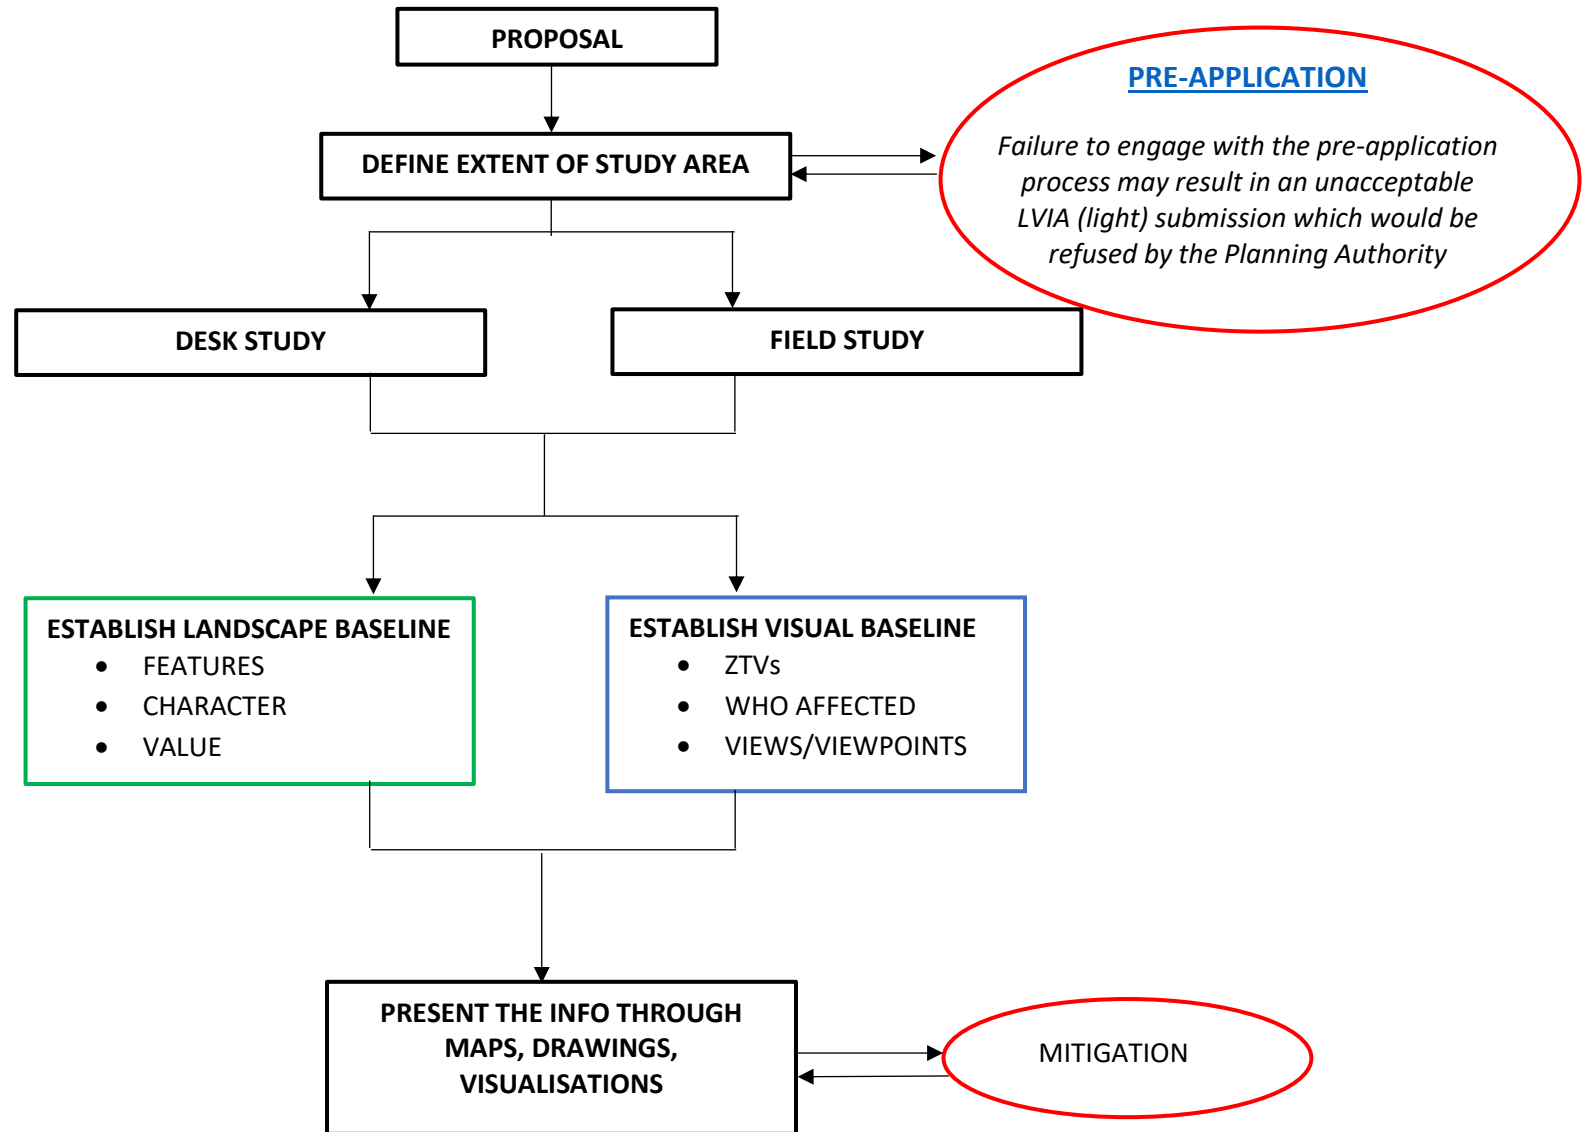 PROPOSAL
PRE-APPLICATION
Failure to engage with the pre-application
process may result in an unacceptable
LVIA (light) submission which would be
refused by the Planning Authority
DEFINE EXTENT OF STUDY AREA
DESK STUDY
FIELD STUDY
ESTABLISH LANDSCAPE BASELINE
• FEATURES
• CHARACTER
• VALUE
ESTABLISH VISUAL BASELINE
• ZTVs
• WHO AFFECTED
• VIEWS/VIEWPOINTS
PRESENT THE INFO THROUGH
MAPS, DRAWINGS,
VISUALISATIONS
MITIGATION